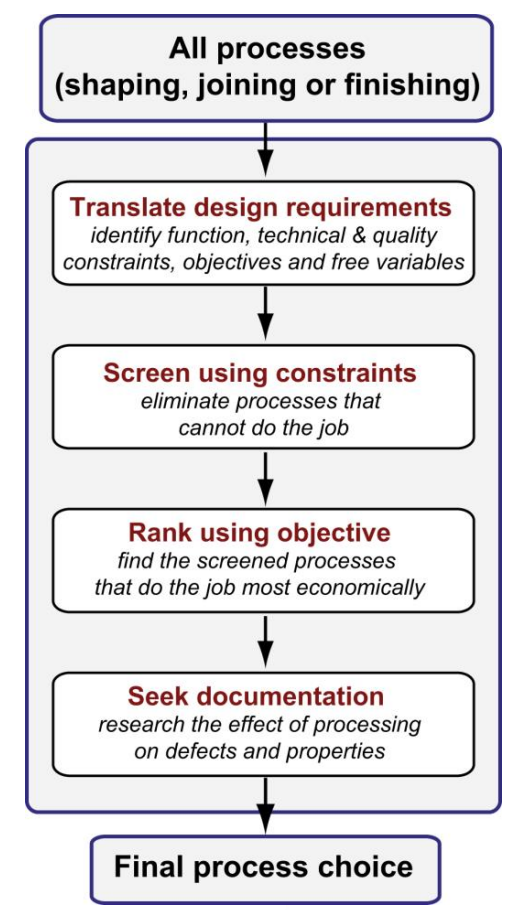 All processes
(shaping, joining or finishing)
Translate design requirements
identify function, technical & quality
constraints, objectives and free variables
Screen using constraints
eliminate processes that
cannot do the job
Rank using objective
find the screened processes
that do the job most economically
Seek documentation
research the effect of processing
on defects and properties
Final process choice